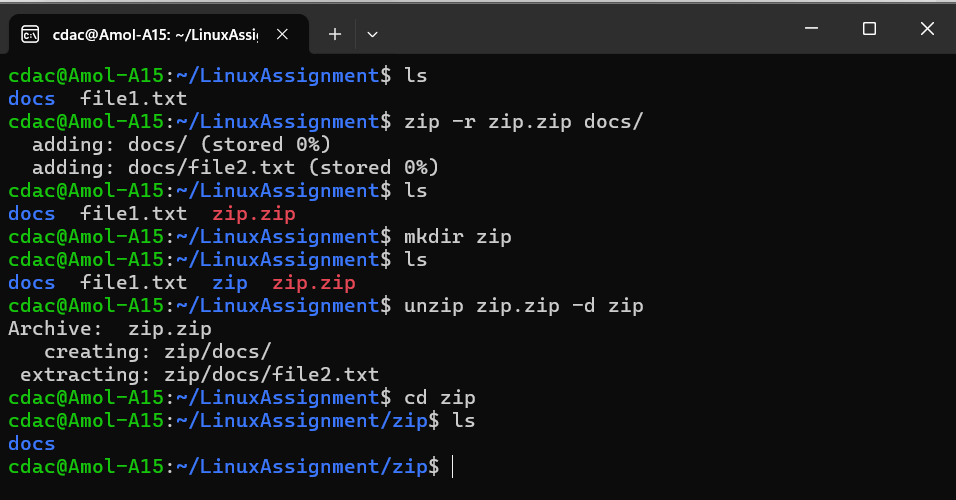 cdac@Amol-A15: ~/LinuxAssi
cdac@Amol-A15:~/LinuxAssignment$ ls
docs  file1.txt
cdac@Amol-A15:~/LinuxAssignment$ zip -r zip.zip docs/
  adding: docs/ (stored 0%)
  adding: docs/file2.txt (stored 0%)
cdac@Amol-A15:~/LinuxAssignment$ ls
docs  file1.txt  zip.zip
cdac@Amol-A15:~/LinuxAssignment$ mkdir zip
cdac@Amol-A15:~/LinuxAssignment$ ls
docs  file1.txt  zip  zip.zip
cdac@Amol-A15:~/LinuxAssignment$ unzip zip.zip -d zip
Archive:  zip.zip
   creating: zip/docs/
 extracting: zip/docs/file2.txt
cdac@Amol-A15:~/LinuxAssignment$ cd zip
cdac@Amol-A15:~/LinuxAssignment/zip$ ls
docs
cdac@Amol-A15:~/LinuxAssignment/zip$